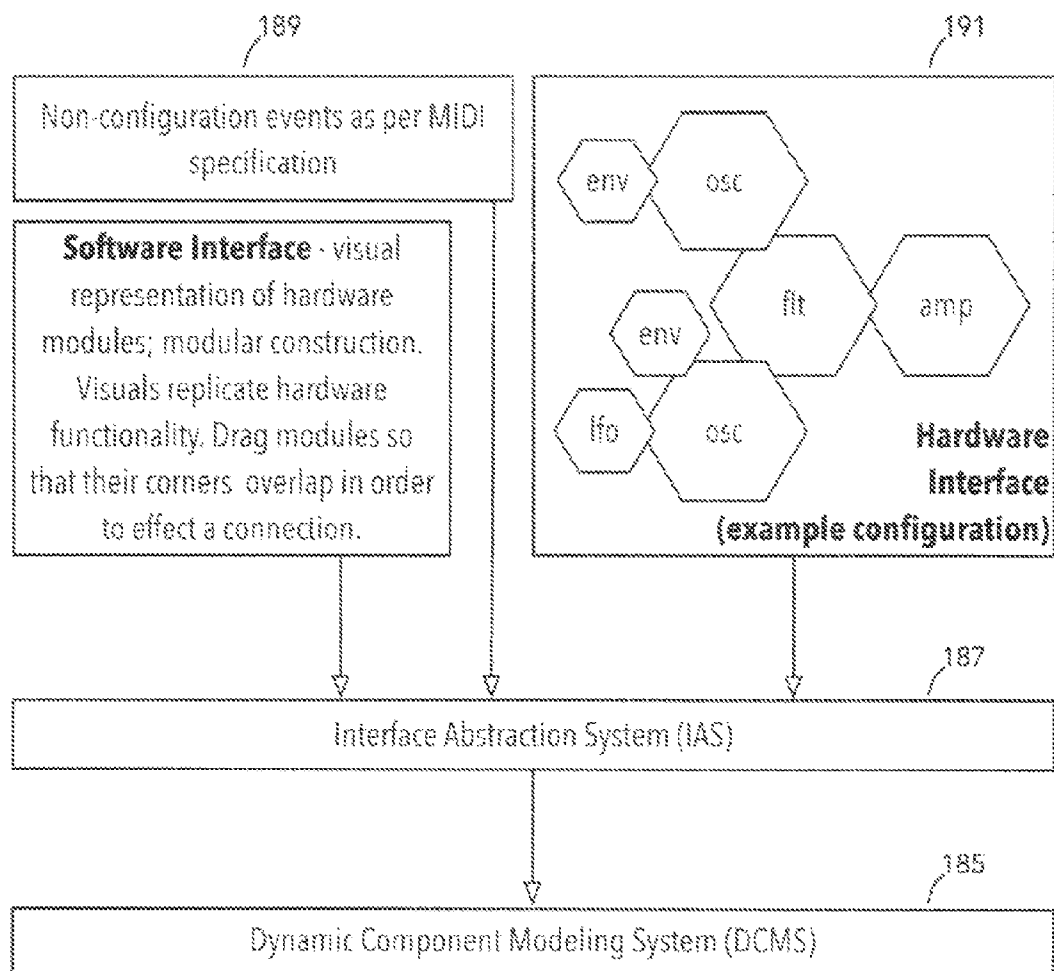 189
191
Non-configuration events as per MIDI
specification
Software Interface - visual
representation of hardware
modules; modular construction.
Visuals replicate hardware
functionality. Drag modules so
that their corners overlap in order
to effect a connection.
env
osc
flt
amp
env
lfo
osc
Hardware
Interface
(example configuration)
187
Interface Abstraction System (IAS)
185
Dynamic Component Modeling System (DCMS)